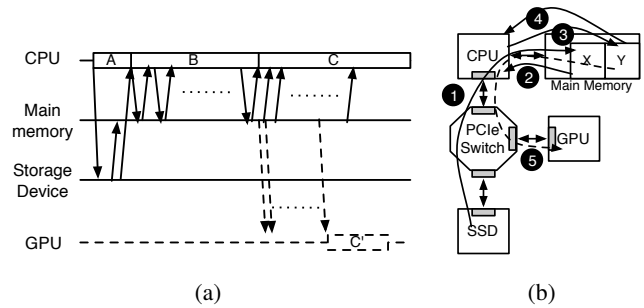 CPU
A
B
C
Main
memory
Storage
Device
GPU
C'
(a)
4
3
CPU
X
Y
2
Main Memory
1
PCIe
Switch
GPU
5
SSD
(b)